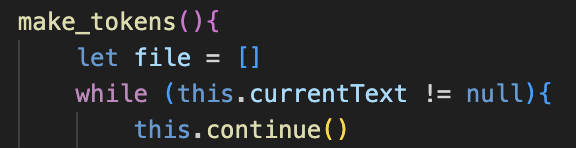 make_tokens(){
let file = []
while (this.currentText != null){
this.continue()